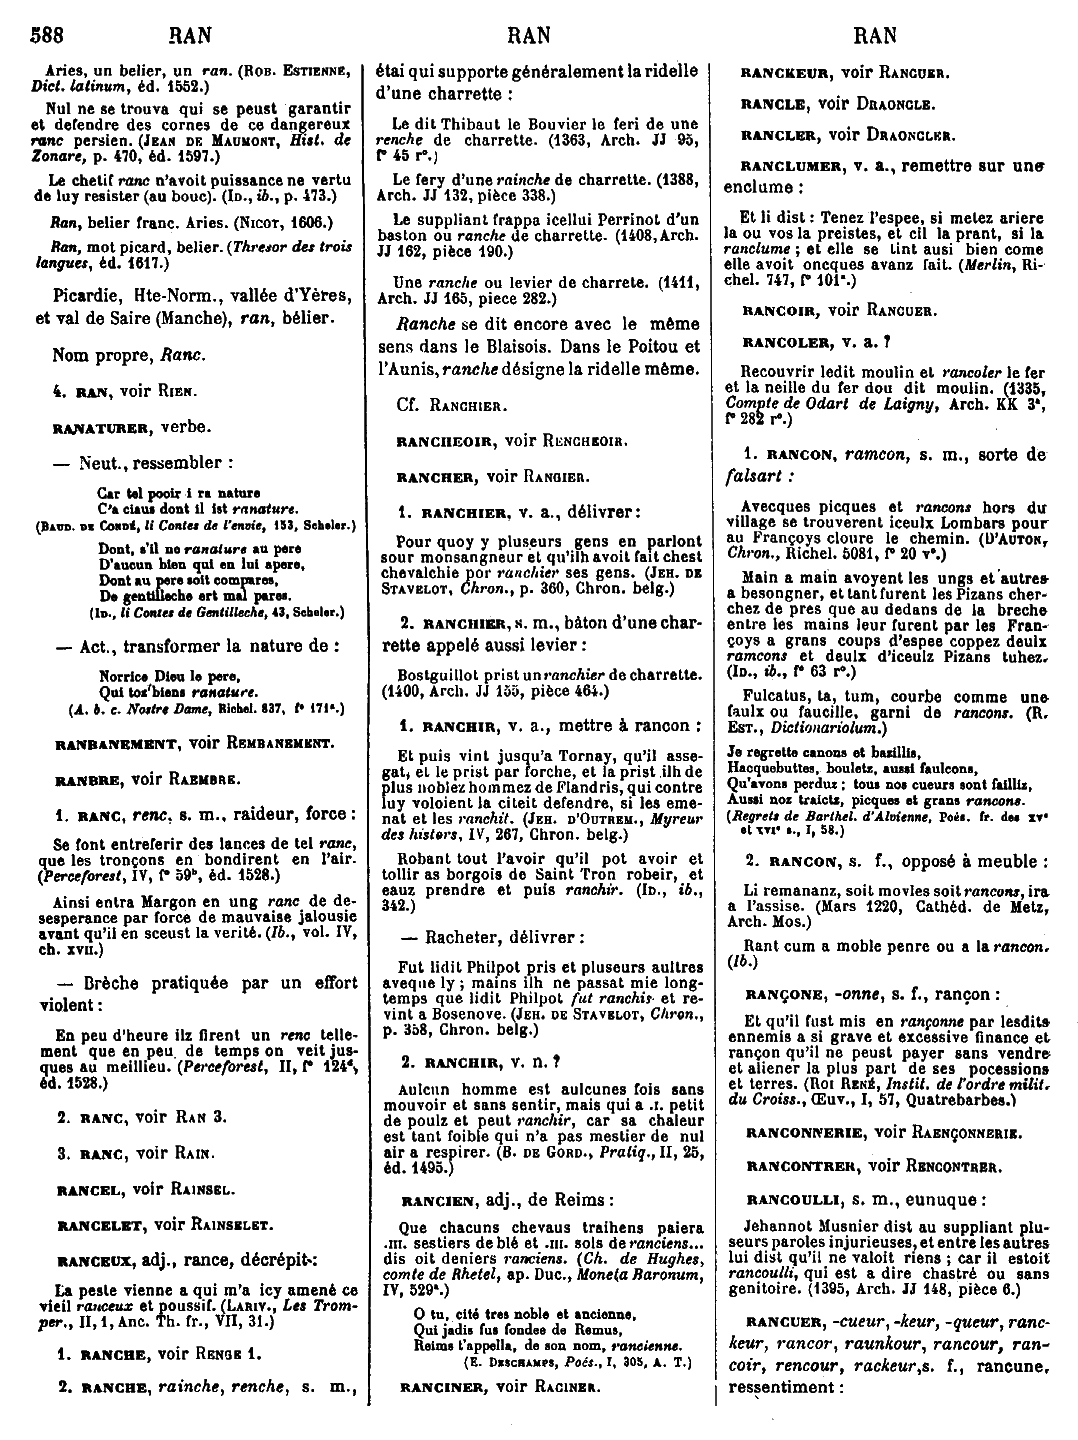 588 RAN RAN RAN
Aries, un belier, un ran. (ROB. ESTIENNE,
Dict. latinum, éd. 1552.)
Nul ne se trouva qui se peust garantir
et defendre des cornes de ce dangereux
ranc persien. (JEAN DE MAUMONT, Hist. de
Zonare, p. 470, éd. 1597.)
Le chetif ranc n'avoit puissance ne vertu
de luy resister (au bouc). (ID., ib., p. 473.)
Ran, belier franc. Aries. (NICOT, 1606.)
Ran, mot picard, belier. (Thresor des trois
langues, éd. 1617.)
Picardie, Hte-Norm., vallée d'Yères,
et val de Saire (Manche), ran, bélier.
Nom propre, Ranc.
4. RAN, voir RIEN.
RANATURER, verbe.
— Neut., ressembler :
Car tel pooir i ra nature
C'a ciaus dont il ist ranature.
(BAUD. DE CONDÉ, li Contes de l'envie, 153, Scheler.)
Dont, s'il ne ranature au pere
D'aucun bien qui en lui apere,
Dont au pere soit compares,
De gentilleche ert mal pares.
(ID., li Contes de Gentilleche, 43, Scheler.)
— Act., transformer la nature de :
Norrice Dieu le pere,
Qui toz biens ranature.
(A. b. c. Nostre Dame, Richel. 837, f° 171ª.)
RANBANEMENT, voir REMBANEMENT.
RANBRE, voir RAEMBRE.
1. RANC, renc, s. m., raideur, force :
Se font entreferir des lances de tel ranc,
que les tronçons en bondirent en l'air.
(Perceforest, IV, f° 59ᵇ, éd. 1528.)
Ainsi entra Margon en ung ranc de de-
sesperance par force de mauvaise jalousie
avant qu'il en sceust la verité. (Ib., vol. IV,
ch. XVII.)
— Brèche pratiquée par un effort
violent :
En peu d'heure ilz firent un renc telle-
ment que en peu de temps on veit jus-
ques au meillieu. (Perceforest, II, f° 124ᵈ,
éd. 1528.)
2. RANC, voir RAN 3.
3. RANC, voir RAIN.
RANCEL, voir RAINSEL.
RANCELET, voir RAINSELET.
RANCEUX, adj., rance, décrépit :
La peste vienne a qui m'a icy amené ce
vieil ranceux et poussif. (LARIV., Les Trom-
per., II, 1, Anc. Th. fr., VII, 31.)
1. RANCHE, voir RENGE 1.
2. RANCHE, rainche, renche, s. m.,
étai qui supporte généralement la ridelle
d'une charrette :
Le dit Thibaut le Bouvier le feri de une
renche de charrette. (1363, Arch. JJ 95,
f° 45 r°.)
Le fery d'une rainche de charrette. (1388,
Arch. JJ 132, pièce 338.)
Le suppliant frappa icellui Perrinot d'un
baston ou ranche de charrette. (1408, Arch.
JJ 162, pièce 190.)
Une ranche ou levier de charrete. (1411,
Arch. JJ 165, piece 282.)
Ranche se dit encore avec le même
sens dans le Blaisois. Dans le Poitou et
l'Aunis, ranche désigne la ridelle même.
Cf. RANCHIER.
RANCHEOIR, voir RENCHEOIR.
RANCHER, voir RANGIER.
1. RANCHIER, v. a., délivrer :
Pour quoy y pluseurs gens en parlont
sour monsangneur et qu'ilh avoit fait chest
chevalchie por ranchier ses gens. (JEH. DE
STAVELOT, Chron., p. 360, Chron. belg.)
2. RANCHIER, s. m., bâton d'une char-
rette appelé aussi levier :
Bostguillot prist un ranchier de charrette.
(1400, Arch. JJ 155, pièce 464.)
1. RANCHIR, v. a., mettre à rancon :
Et puis vint jusqu'a Tornay, qu'il asse-
gat, et le prist par forche, et la prist ilh de
plus noblez hommez de Flandris, qui contre
luy voloient la citeit defendre, si les eme-
nat et les ranchit. (JEH. D'OUTREM., Myreur
des histors, IV, 267, Chron. belg.)
Robant tout l'avoir qu'il pot avoir et
tollir as borgois de Saint Tron robeir, et
eauz prendre et puis ranchir. (ID., ib.,
342.)
— Racheter, délivrer :
Fut lidit Philpot pris et pluseurs aultres
aveque ly ; mains ilh ne passat mie long-
temps que lidit Philpot fut ranchis et re-
vint a Bosenove. (JEH. DE STAVELOT, Chron.,
p. 358, Chron. belg.)
2. RANCHIR, v. n. ?
Aulcun homme est aulcunes fois sans
mouvoir et sans sentir, mais qui a .I. petit
de poulz et peut ranchir, car sa chaleur
est tant foible qui n'a pas mestier de nul
air a respirer. (B. DE GORD., Pratiq., II, 25,
éd. 1495.)
RANCIEN, adj., de Reims :
Que chacuns chevaus traihens paiera
.III. sestiers de blé et .III. sols de ranciens...
dis oit deniers ranciens. (Ch. de Hughes,
comte de Rhetel, ap. Duc., Moneta Baronum,
IV, 529ª.)
O tu, cité tres noble et ancienne,
Qui jadis fus fondee de Remus,
Reims t'appella, de son nom, rancienne.
(E. DESCHAMPS, Poés., I, 305, A. T.)
RANCINER, voir RACINER.
RANCKEUR, voir RANCUER.
RANCLE, voir DRAONCLE.
RANCLER, voir DRAONCLER.
RANCLUMER, v. a., remettre sur une
enclume :
Et li dist : Tenez l'espee, si metez ariere
la ou vos la preistes, et cil la prant, si la
ranclume ; et elle se tint ausi bien come
elle avoit oncques avanz fait. (Merlin, Ri-
chel. 747, f° 101ª.)
RANCOIR, voir RANCUER.
RANCOLER, v. a. ?
Recouvrir ledit moulin et rancoler le fer
et la neille du fer dou dit moulin. (1335,
Compte de Odart de Laigny, Arch. KK 3ª,
f° 282 r°.)
1. RANCON, ramcon, s. m., sorte de
falsart :
Avecques picques et rancons hors du
village se trouverent iceulx Lombars pour
au Françoys cloure le chemin. (D'AUTON,
Chron., Richel. 5081, f° 20 v°.)
Main a main avoyent les ungs et autres
a besongner, et tant furent les Pizans cher-
chez de pres que au dedans de la breche
entre les mains leur furent par les Fran-
çoys a grans coups d'espee coppez deulx
ramcons et deulx d'iceulz Pizans tuhez.
(ID., ib., f° 63 r°.)
Fulcatus, ta, tum, courbe comme une
faulx ou faucille, garni de rancons. (R.
EST., Dictionariolum.)
Je regrette canons et bazillis,
Hacquebuttes, bouletz, aussi faulcons,
Qu'avons perduz ; tous nos cueurs sont failliz,
Aussi noz traictz, picques et grans rancons.
(Regrets de Barthel. d'Alvienne, Poés. fr. des XVᵉ
et XVIᵉ s., I, 58.)
2. RANCON, s. f., opposé à meuble :
Li remananz, soit movles soit rancons, ira
a l'assise. (Mars 1220, Cathéd. de Metz,
Arch. Mos.)
Rant cum a moble penre ou a la rancon.
(Ib.)
RANÇONE, -onne, s. f., rançon :
Et qu'il fust mis en rançonne par lesdits
ennemis a si grave et excessive finance et
rançon qu'il ne peust payer sans vendre
et aliener la plus part de ses pocessions
et terres. (ROI RENÉ, Instit. de l'ordre milit.
du Croiss., Œuv., I, 57, Quatrebarbes.)
RANCONNERIE, voir RAENÇONNERIE.
RANCONTRER, voir RENCONTRER.
RANCOULLI, s. m., eunuque :
Jehannot Musnier dist au suppliant plu-
seurs paroles injurieuses, et entre les autres
lui dist qu'il ne valoit riens ; car il estoit
rancoulli, qui est a dire chastré ou sans
genitoire. (1395, Arch. JJ 148, pièce 6.)
RANCUER, -cueur, -keur, -queur, ranc-
keur, rancor, raunkour, rancour, ran-
coir, rencour, rackeur, s. f., rancune,
ressentiment :